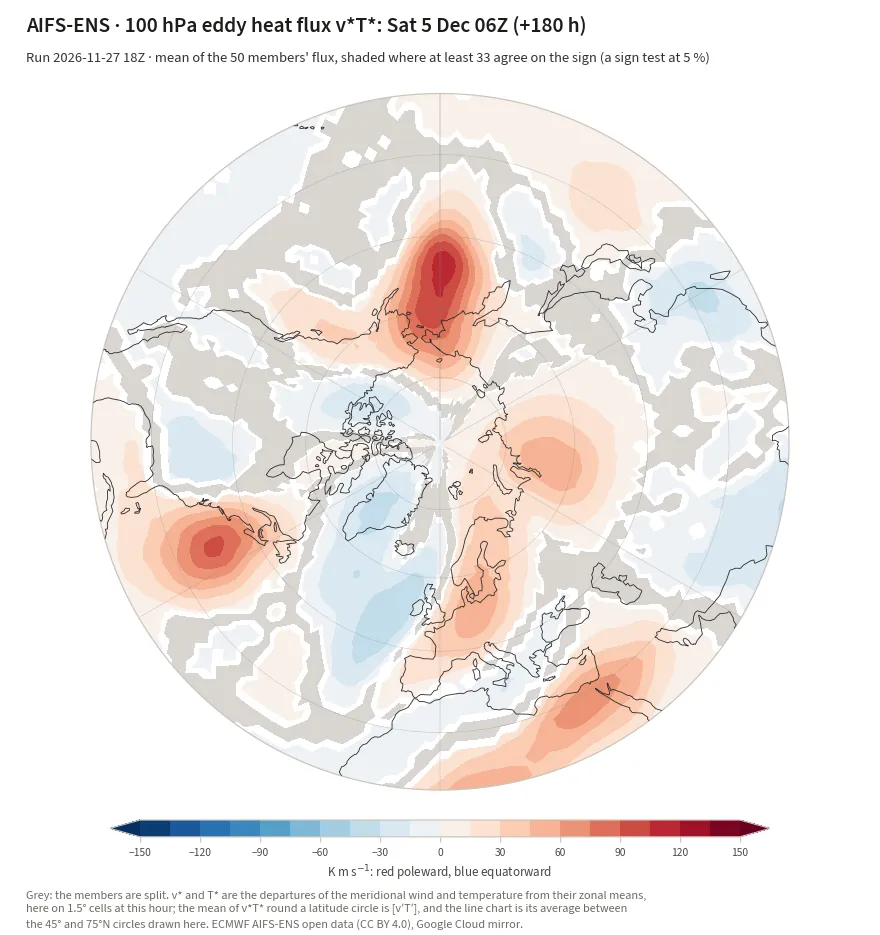 AIFS-ENS · 100 hPa eddy heat flux v*T*: Sat 5 Dec 06Z (+180 h)
Run 2026-11-27 18Z · mean of the 50 members' flux, shaded where at least 33 agree on the sign (a sign test at 5 %)
−150 −120 −90 −60 −30 0 30 60 90 120 150
K m s⁻¹: red poleward, blue equatorward
Grey: the members are split. v* and T* are the departures of the meridional wind and temperature from their zonal means,
here on 1.5° cells at this hour; the mean of v*T* round a latitude circle is [v′T′], and the line chart is its average between
the 45° and 75°N circles drawn here. ECMWF AIFS-ENS open data (CC BY 4.0), Google Cloud mirror.